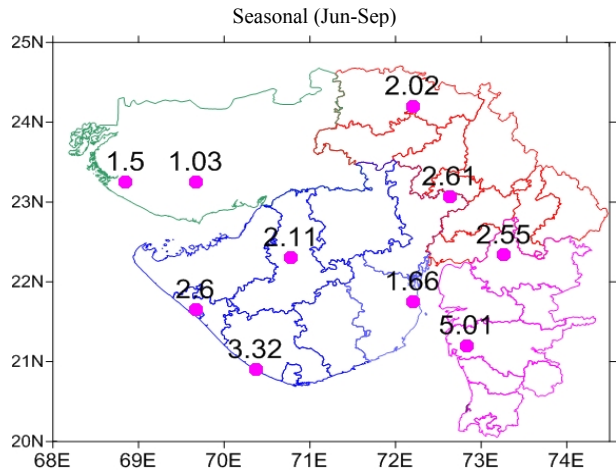 Seasonal (Jun-Sep)
25N
2.02
24N
1.5 1.03
2.61
23N
2.11 2.55
22N
2.6 1.66
5.01
3.32
21N
20N
68E 69E 70E 71E 72E 73E 74E